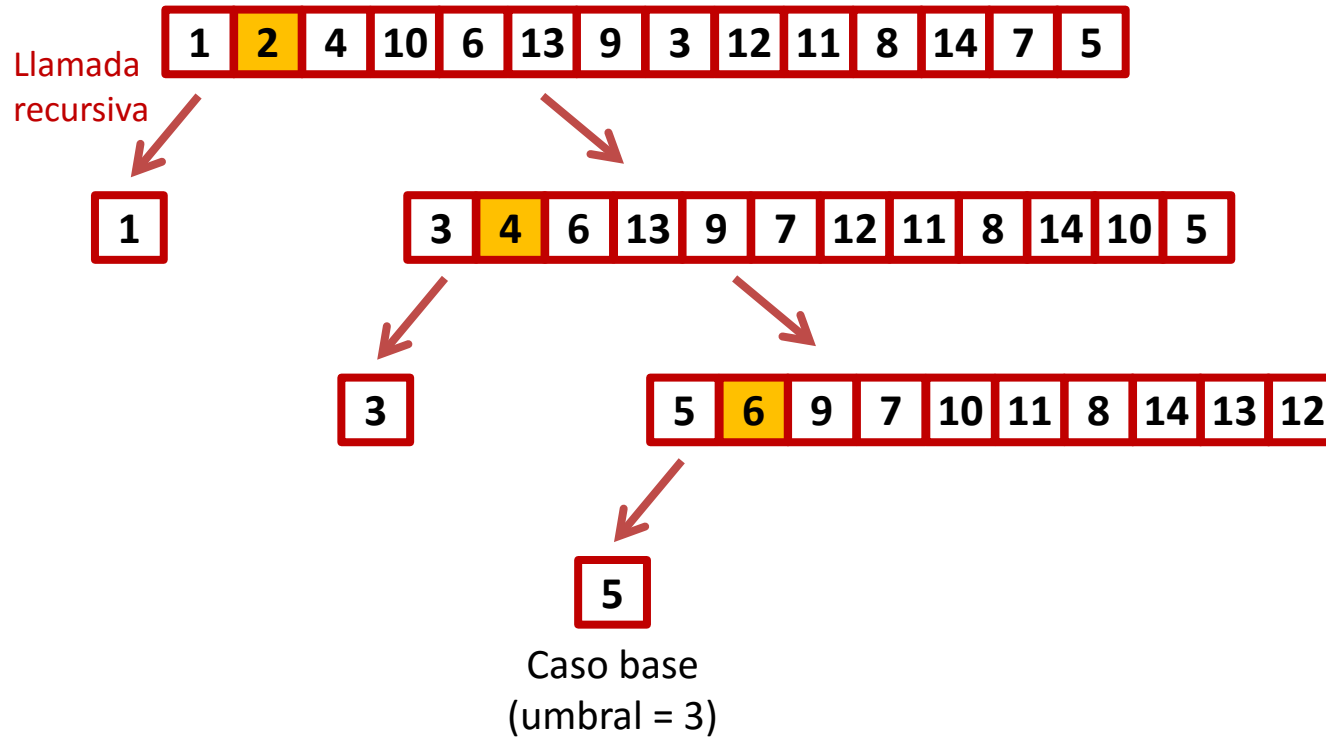 1 2 4 10 6 13 9 3 12 11 8 14 7 5
Llamada
recursiva
1
3 4 6 13 9 7 12 11 8 14 10 5
3
5 6 9 7 10 11 8 14 13 12
5
Caso base
(umbral = 3)